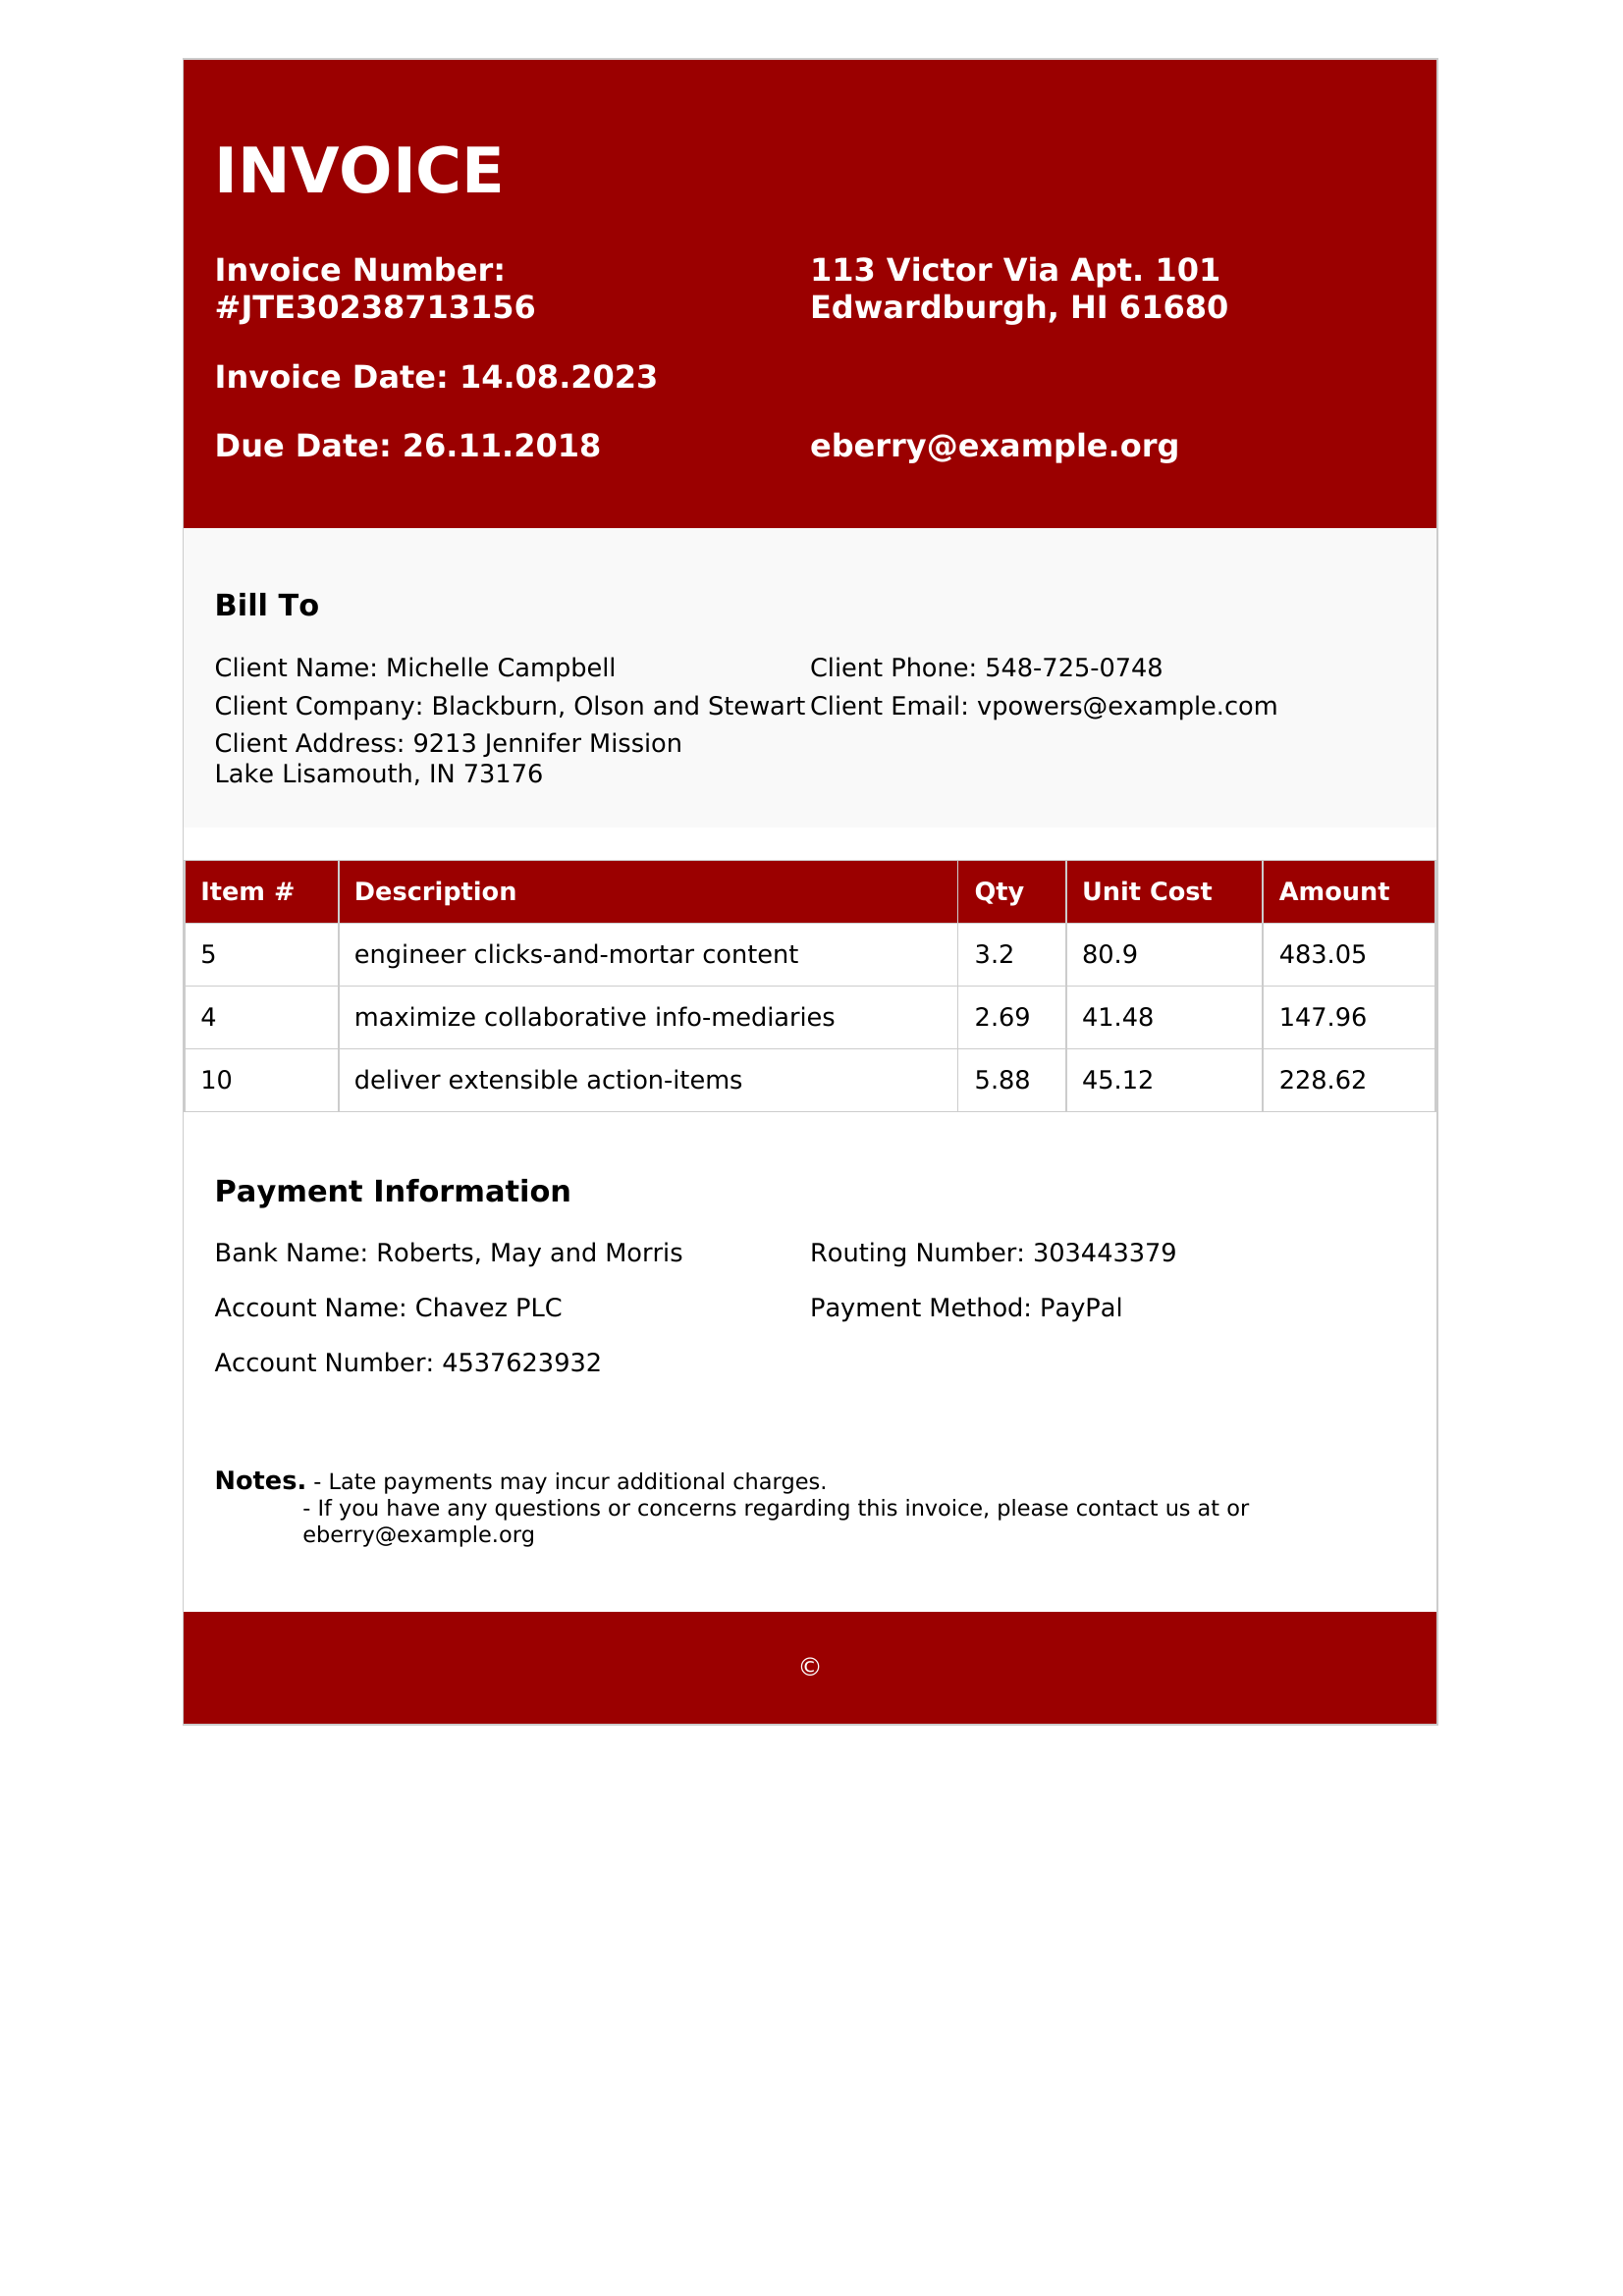 INVOICE
Invoice Number:
#JTE30238713156
113 Victor Via Apt. 101
Edwardburgh, HI 61680
Invoice Date: 14.08.2023
Due Date: 26.11.2018
eberry@example.org
Bill To
Client Name: Michelle Campbell
Client Phone: 548-725-0748
Client Company: Blackburn, Olson and Stewart
Client Email: vpowers@example.com
Client Address: 9213 Jennifer Mission
Lake Lisamouth, IN 73176
Item # Description Qty Unit Cost Amount
5 engineer clicks-and-mortar content 3.2 80.9 483.05
4 maximize collaborative info-mediaries 2.69 41.48 147.96
10 deliver extensible action-items 5.88 45.12 228.62
Payment Information
Bank Name: Roberts, May and Morris
Routing Number: 303443379
Account Name: Chavez PLC
Payment Method: PayPal
Account Number: 4537623932
Notes. - Late payments may incur additional charges.
- If you have any questions or concerns regarding this invoice, please contact us at or
eberry@example.org
©